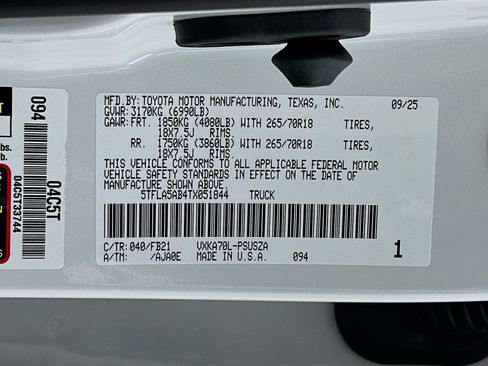 MFD.BY:TOYOTA MOTOR MANUFACTURING, TEXAS, INC. 09/25
GVWR:3170KG (6990LB)
GAWR:FRT. 1850KG (4080LB) WITH 265/70R18 TIRES,
18X7.5J RIMS.
RR. 1750KG (3860LB) WITH 265/70R18 TIRES,
18X7.5J RIMS.
THIS VEHICLE CONFORMS TO ALL APPLICABLE FEDERAL MOTOR
VEHICLE SAFETY STANDARDS IN EFFECT ON THE DATE OF
MANUFACTURE SHOWN ABOVE.
5TFLA5AB4TX051844 TRUCK
C/TR:040/FB21 VXKA70L-PSUSZA 1
A/TM: /AJA0E MADE IN U.S.A. 094
094
04C5T
04C5T33744